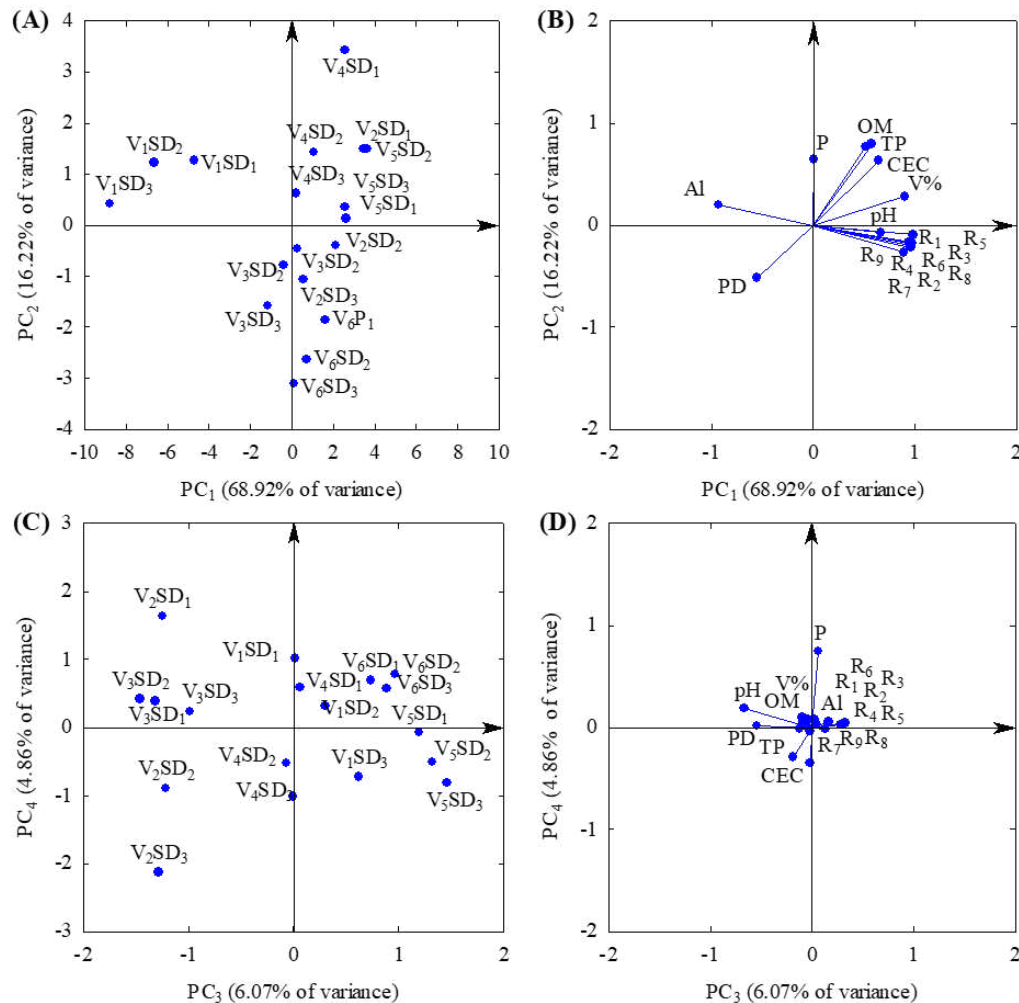 (A)
4
3
2
1
0
-1
-2
-3
-4
PC₂ (16.22% of variance)
V₄SD₁
V₁SD₂
V₁SD₁
V₁SD₃
V₄SD₂
V₂SD₁
V₅SD₂
V₄SD₃
V₅SD₃
V₅SD₁
V₂SD₂
V₃SD₂
V₃SD₂
V₂SD₃
V₃SD₃
V₆P₁
V₆SD₂
V₆SD₃
-10 -8 -6 -4 -2 0 2 4 6 8 10
PC₁ (68.92% of variance)
(B)
2
1
0
-1
-2
PC₂ (16.22% of variance)
P
OM
TP
CEC
V%
Al
pH
R₁ R₅
R₉ R₄ R₆ R₃
R₇ R₂ R₈
PD
-2 -1 0 1 2
PC₁ (68.92% of variance)
(C)
3
2
1
0
-1
-2
-3
PC₄ (4.86% of variance)
V₂SD₁
V₁SD₁
V₆SD₁
V₆SD₂
V₃SD₂
V₃SD₃
V₄SD₁
V₆SD₃
V₃SD₁
V₁SD₂
V₅SD₁
V₄SD₂
V₁SD₃
V₅SD₂
V₂SD₂
V₄SD₃
V₅SD₃
V₂SD₃
-2 -1 0 1 2
PC₃ (6.07% of variance)
(D)
2
1
0
-1
-2
PC₄ (4.86% of variance)
P
R₆
V% R₁ R₃
pH OM Al R₂
R₄ R₅
PD TP R₇ R₉ R₈
CEC
-2 -1 0 1 2
PC₃ (6.07% of variance)